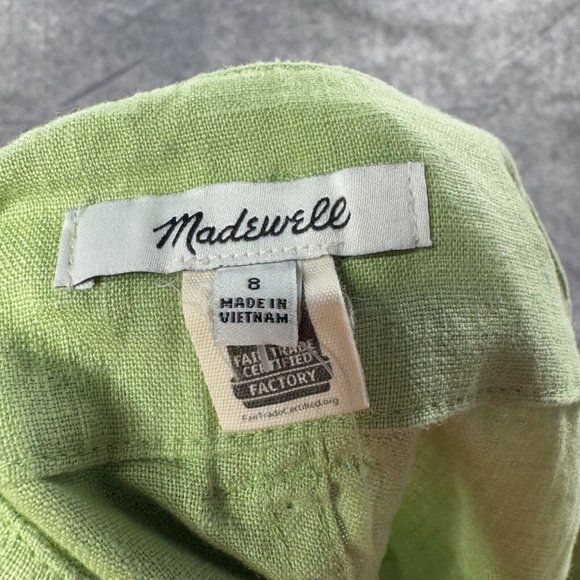 Madewell
8
MADE IN
VIETNAM
FAIR TRADE
CERTIFIED
FACTORY
FairTradeCertified.org